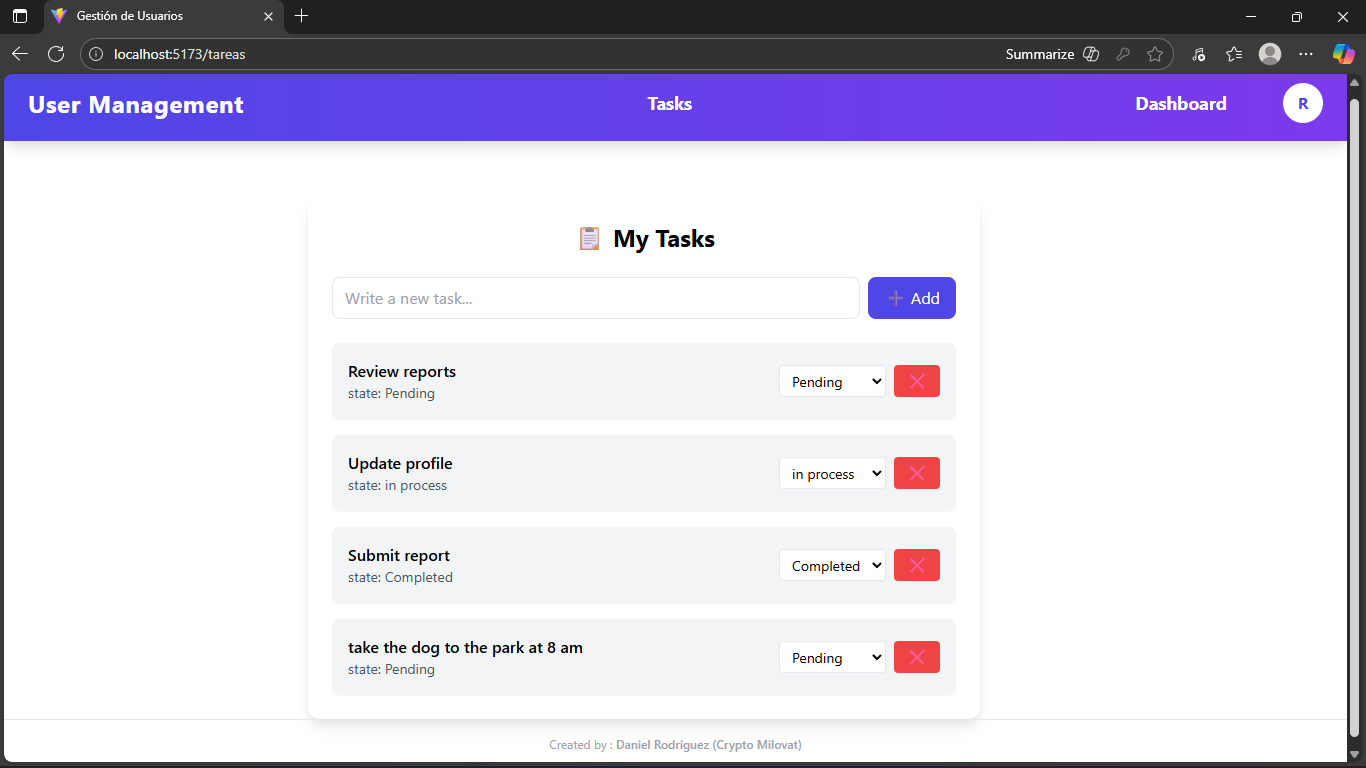 Gestión de Usuarios
localhost:5173/tareas
Summarize
User Management
Tasks
Dashboard
R
My Tasks
Write a new task...
Add
Review reports
state: Pending
Pending
Update profile
state: in process
in process
Submit report
state: Completed
Completed
take the dog to the park at 8 am
state: Pending
Pending
Created by : Daniel Rodriguez (Crypto Milovat)